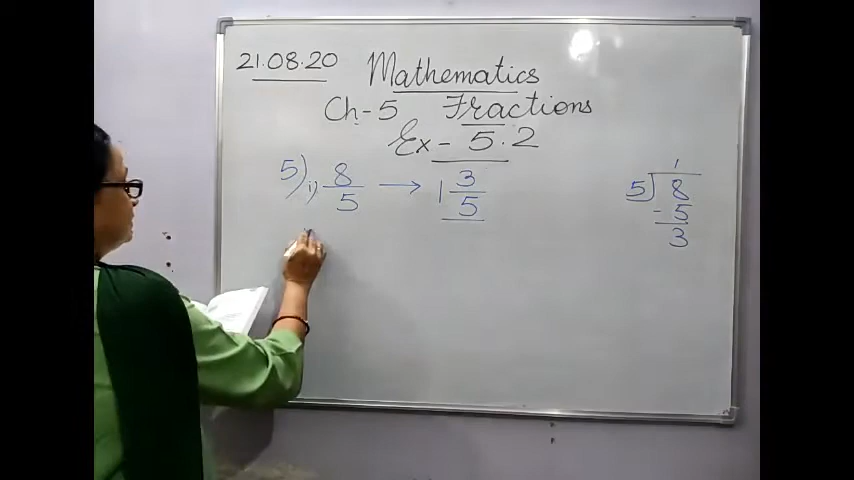 21.08.20 Mathematics
Ch-5 Fractions
Ex- 5.2
5) i) 8/5 → 1 3/5
1
5) 8
- 5
3